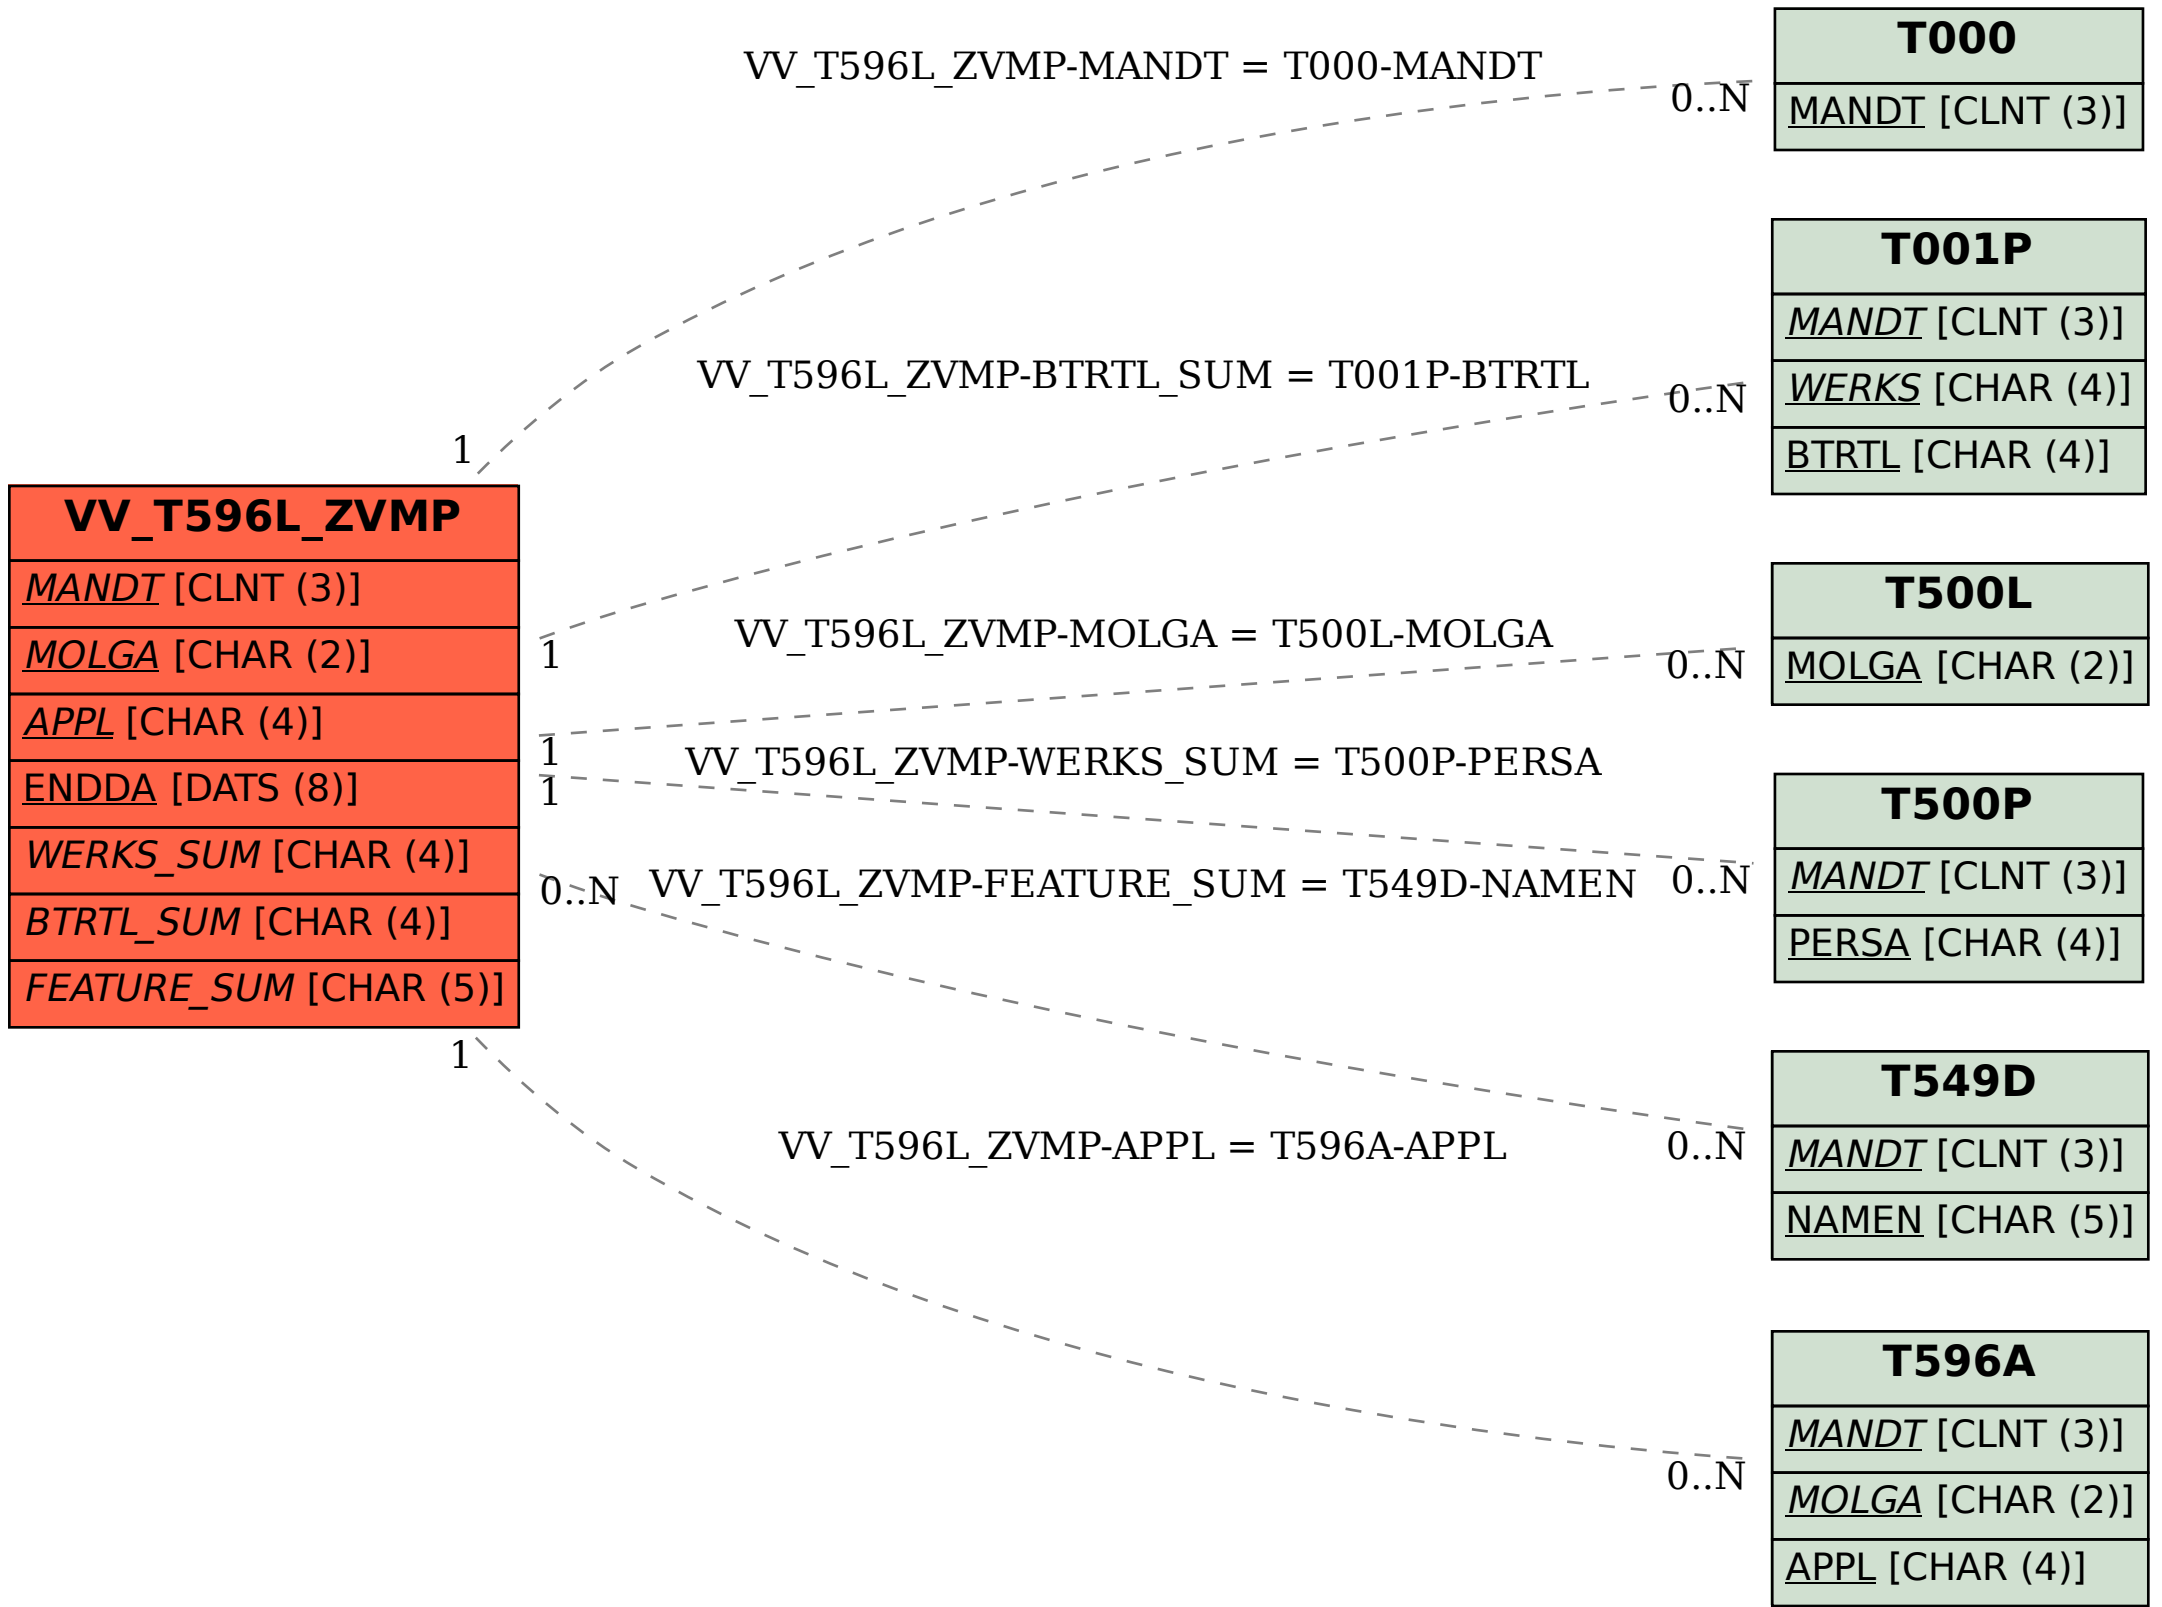 VV_T596L_ZVMP
MANDT [CLNT (3)]
MOLGA [CHAR (2)]
APPL [CHAR (4)]
ENDDA [DATS (8)]
WERKS_SUM [CHAR (4)]
BTRTL_SUM [CHAR (4)]
FEATURE_SUM [CHAR (5)]
VV_T596L_ZVMP-MANDT = T000-MANDT
1
0..N
VV_T596L_ZVMP-BTRTL_SUM = T001P-BTRTL
1
0..N
VV_T596L_ZVMP-MOLGA = T500L-MOLGA
1
0..N
VV_T596L_ZVMP-WERKS_SUM = T500P-PERSA
1
0..N
VV_T596L_ZVMP-FEATURE_SUM = T549D-NAMEN
0..N
0..N
VV_T596L_ZVMP-APPL = T596A-APPL
1
0..N
T000
MANDT [CLNT (3)]
T001P
MANDT [CLNT (3)]
WERKS [CHAR (4)]
BTRTL [CHAR (4)]
T500L
MOLGA [CHAR (2)]
T500P
MANDT [CLNT (3)]
PERSA [CHAR (4)]
T549D
MANDT [CLNT (3)]
NAMEN [CHAR (5)]
T596A
MANDT [CLNT (3)]
MOLGA [CHAR (2)]
APPL [CHAR (4)]